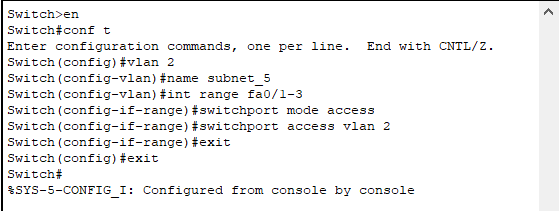 Switch>en
Switch#conf t
Enter configuration commands, one per line.  End with CNTL/Z.
Switch(config)#vlan 2
Switch(config-vlan)#name subnet_5
Switch(config-vlan)#int range fa0/1-3
Switch(config-if-range)#switchport mode access
Switch(config-if-range)#switchport access vlan 2
Switch(config-if-range)#exit
Switch(config)#exit
Switch#
%SYS-5-CONFIG_I: Configured from console by console